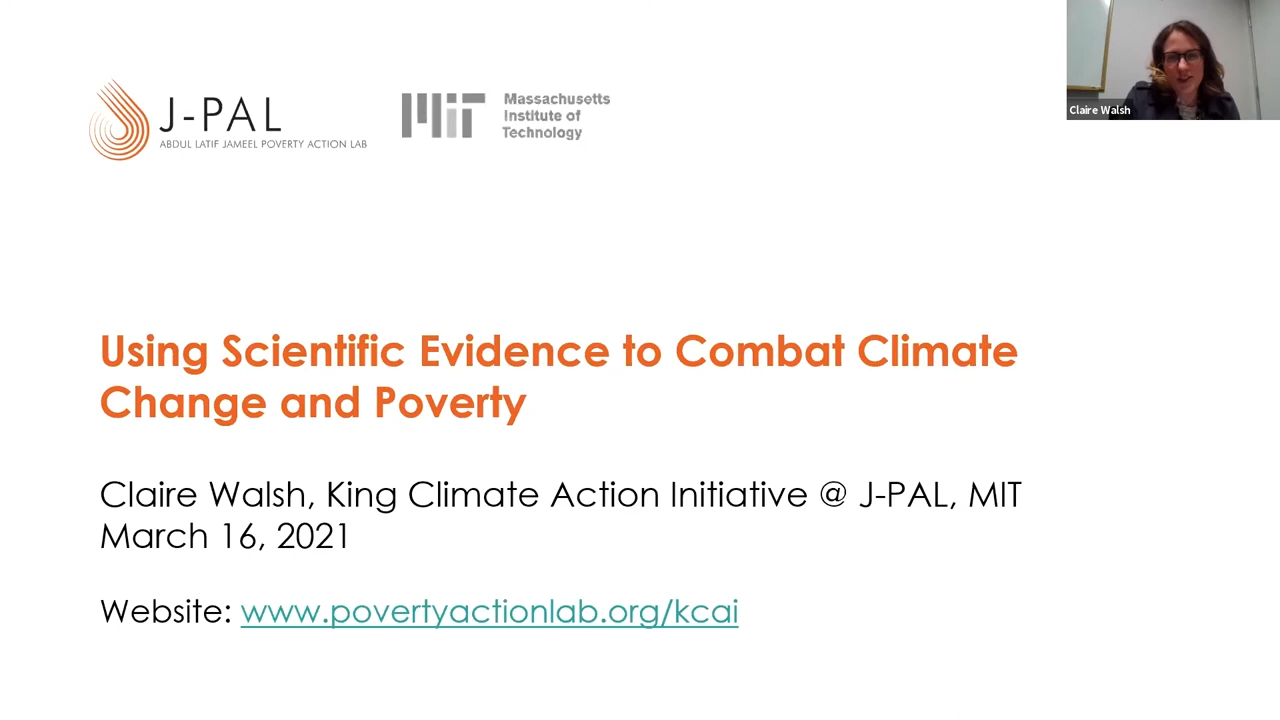 J-PAL
ABDUL LATIF JAMEEL POVERTY ACTION LAB
MIT
Massachusetts
Institute of
Technology
Claire Walsh
Using Scientific Evidence to Combat Climate
Change and Poverty
Claire Walsh, King Climate Action Initiative @ J-PAL, MIT
March 16, 2021
Website: www.povertyactionlab.org/kcai